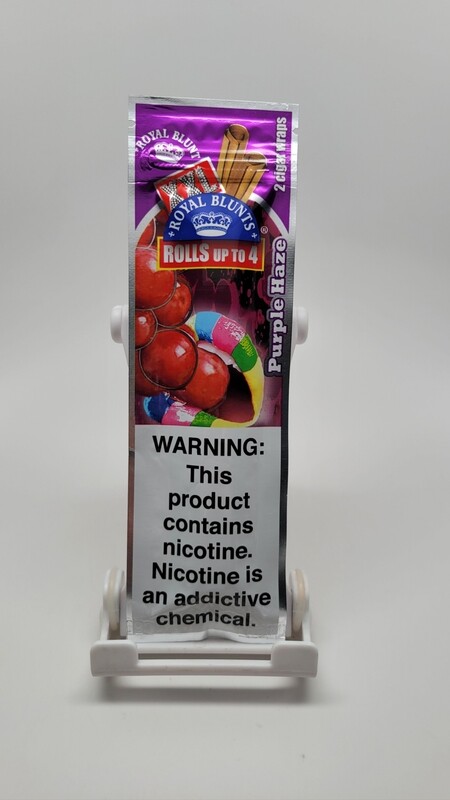 ROYAL BLUNT
2 cigar wraps
XXL
ROYAL BLUNTS®
ROLLS UP TO 4
Purple Haze
WARNING:
This
product
contains
nicotine.
Nicotine is
an addictive
chemical.